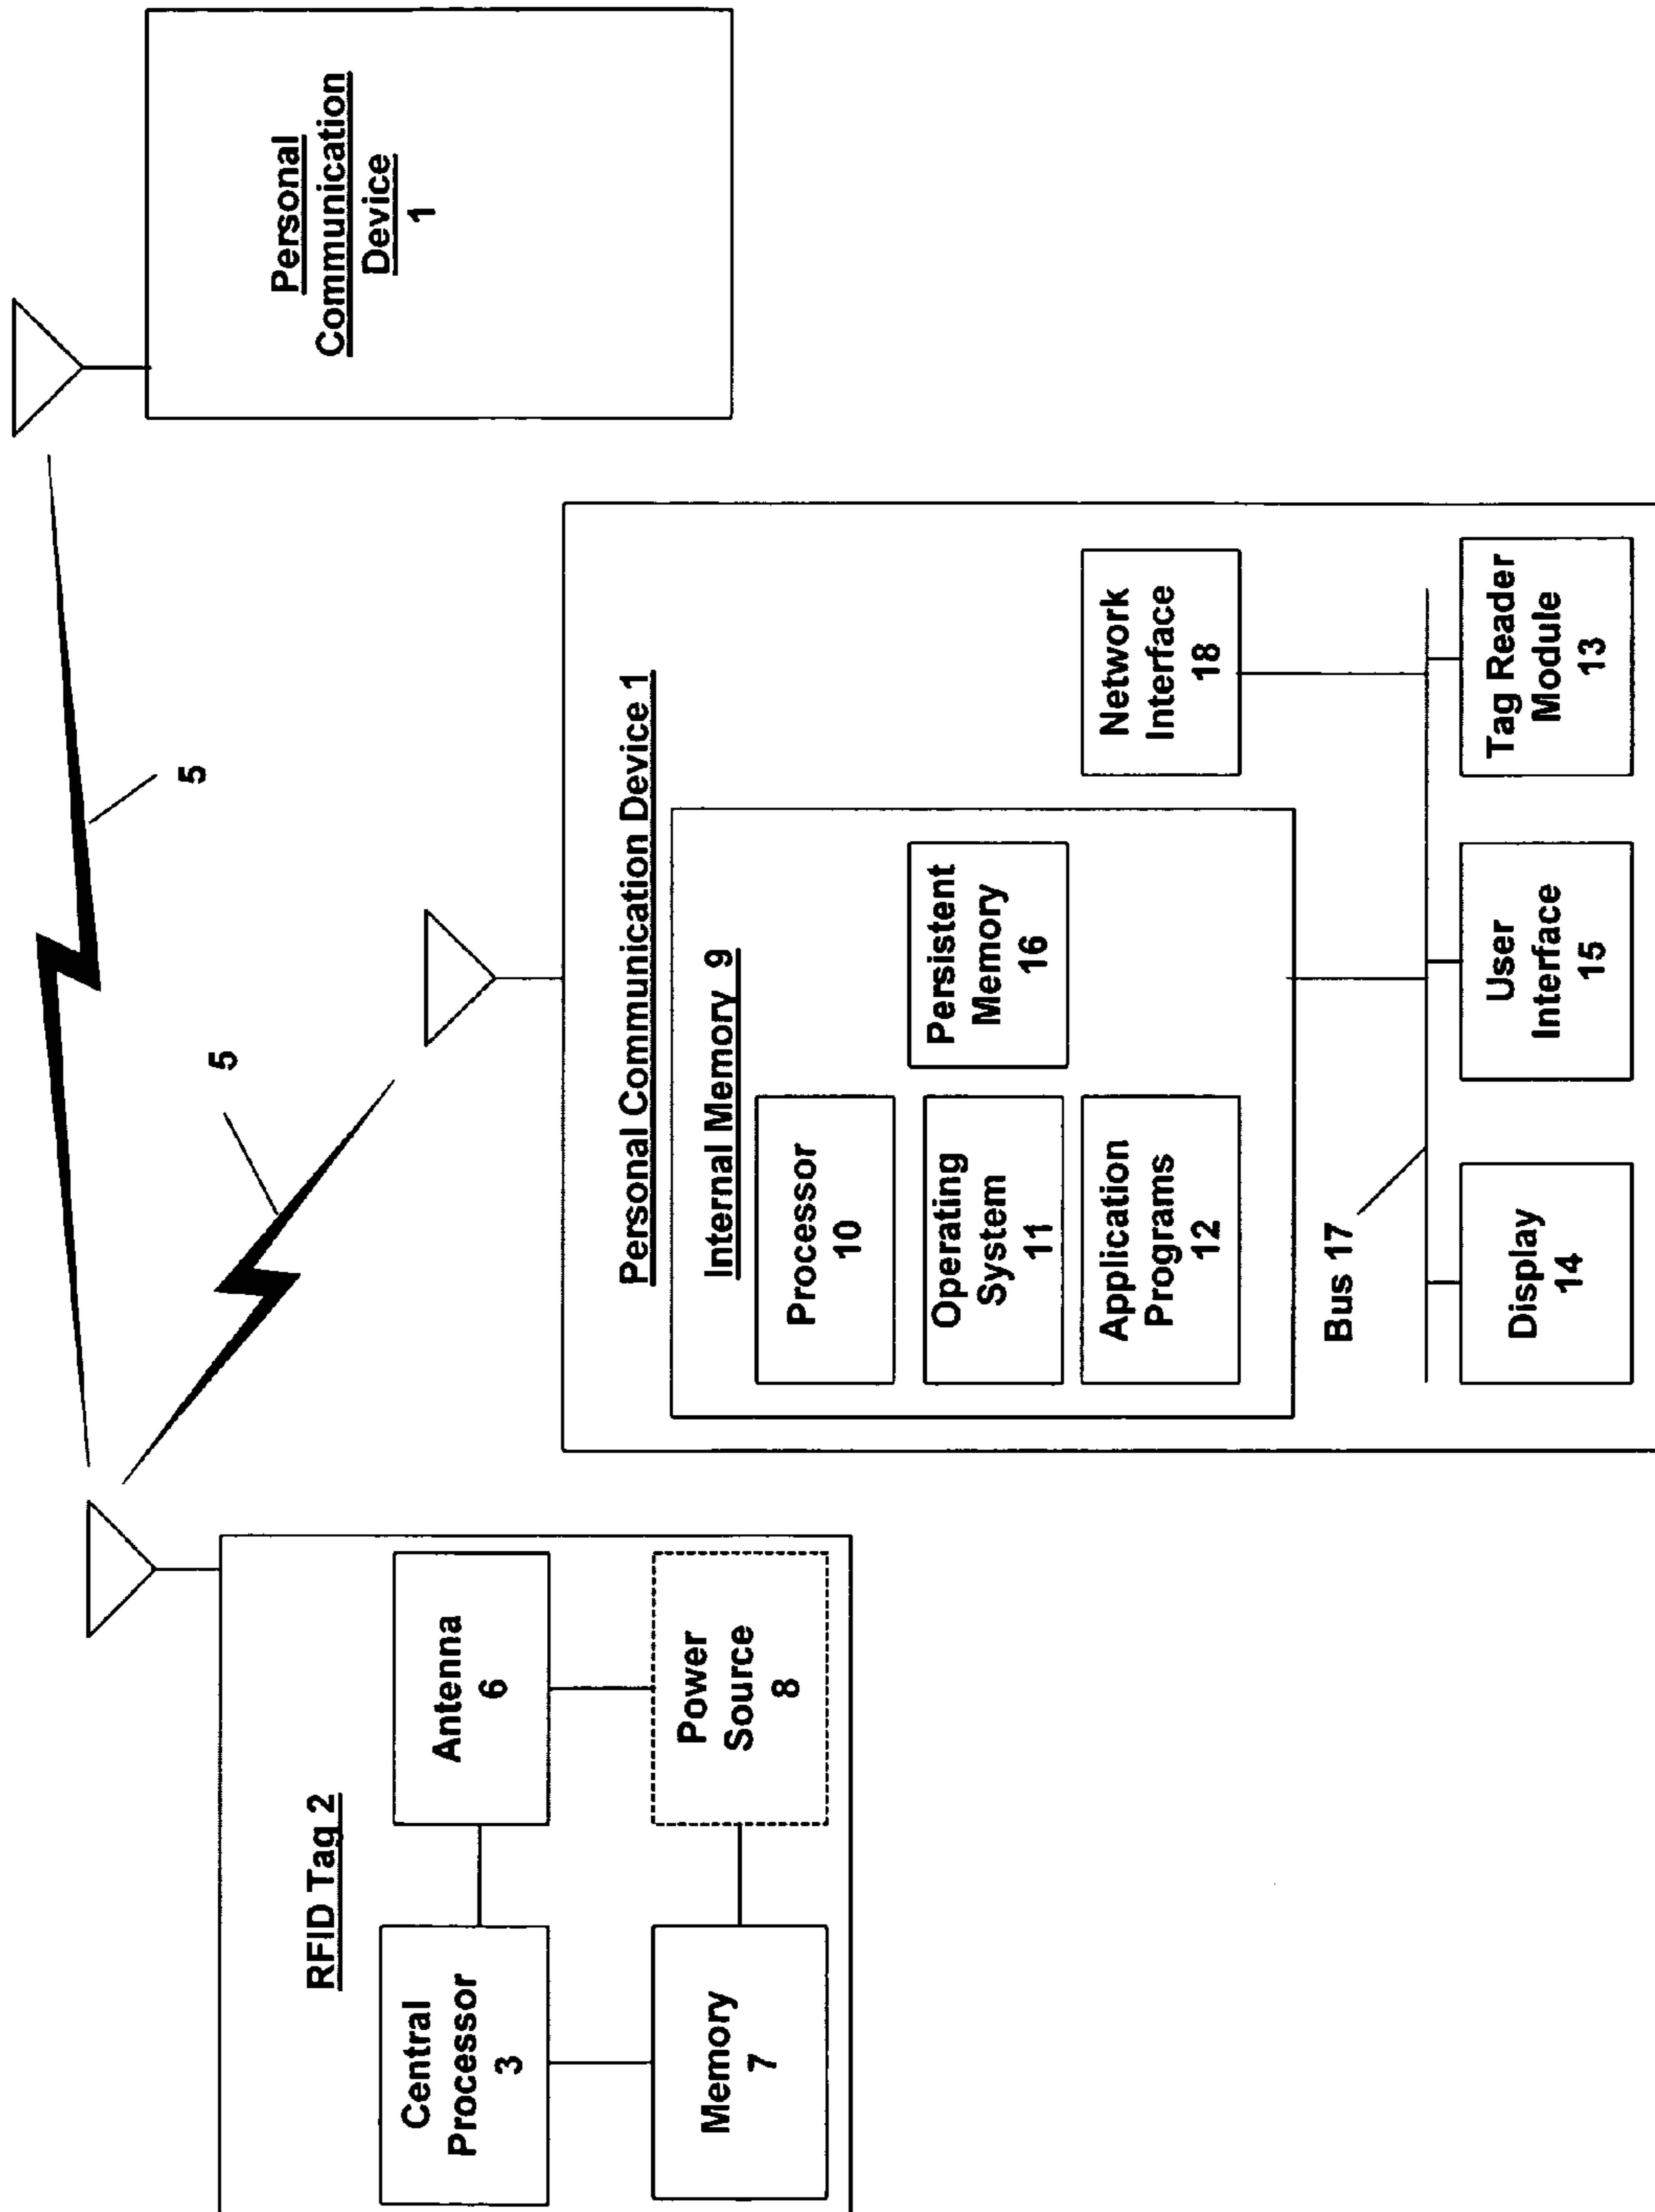 RFID Tag 2
Central
Processor
3
Antenna
6
Memory
7
Power
Source
8
5
5
Personal Communication Device 1
Internal Memory 9
Processor
10
Operating
System
11
Application
Programs
12
Persistent
Memory
16
Network
Interface
18
Bus 17
Display
14
User
Interface
15
Tag Reader
Module
13
Personal
Communication
Device
1